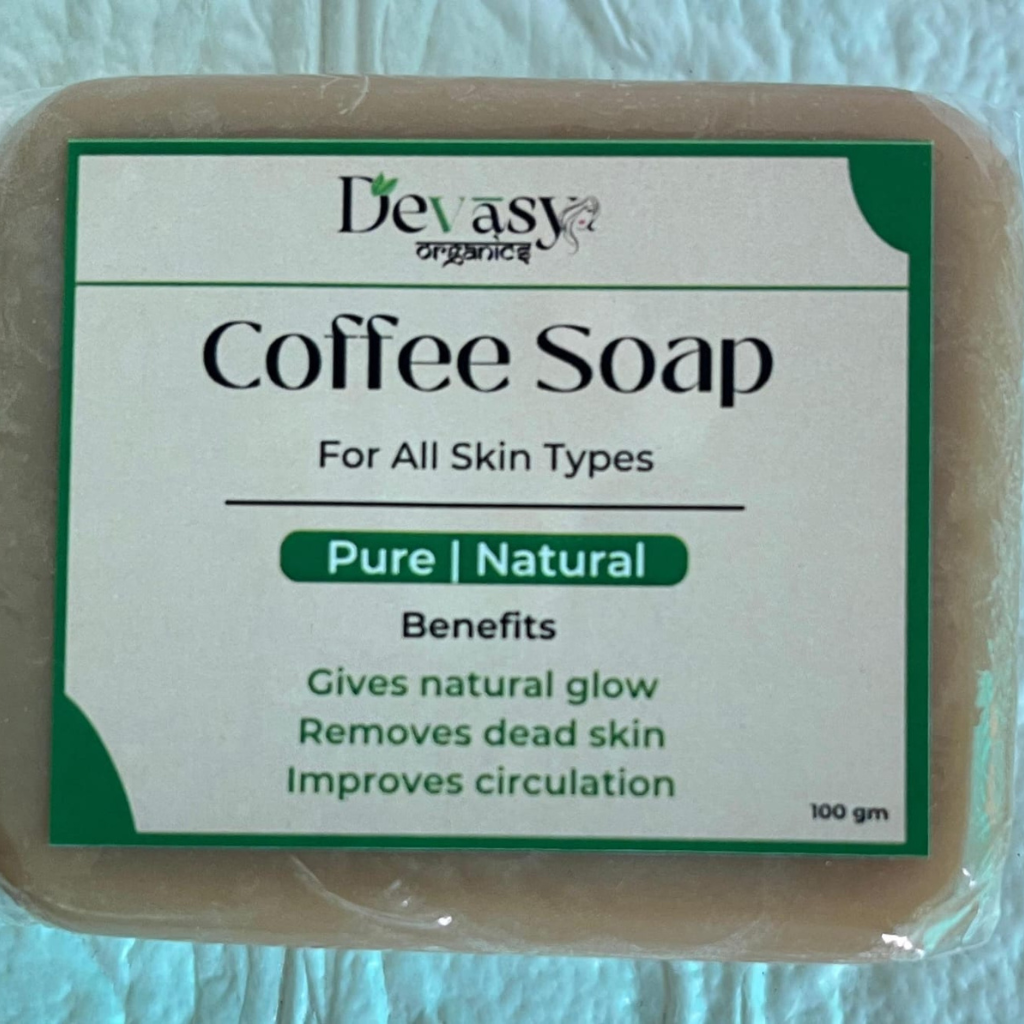 Devāsy
organics
Coffee Soap
For All Skin Types
Pure | Natural
Benefits
Gives natural glow
Removes dead skin
Improves circulation
100 gm